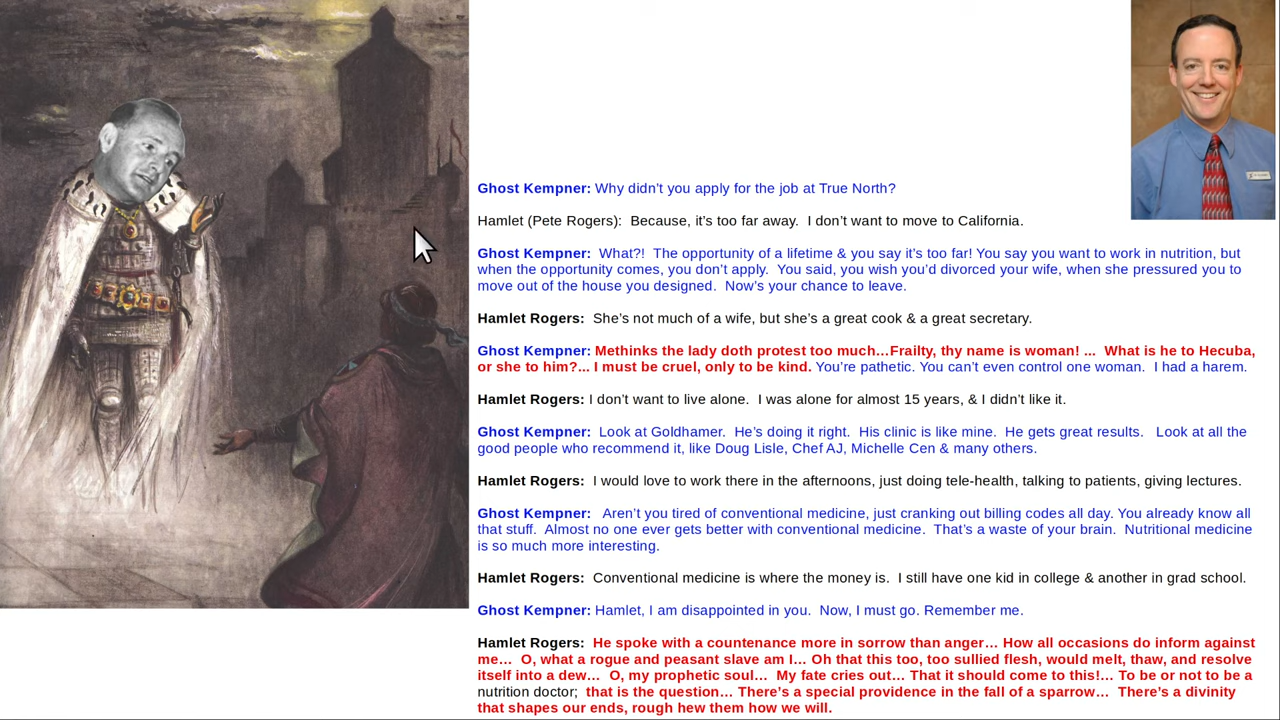 Ghost Kempner: Why didn’t you apply for the job at True North?
Hamlet (Pete Rogers):  Because, it’s too far away.  I don’t want to move to California.
Ghost Kempner:  What?!  The opportunity of a lifetime & you say it’s too far! You say you want to work in nutrition, but
when the opportunity comes, you don’t apply.  You said, you wish you’d divorced your wife, when she pressured you to
move out of the house you designed.  Now’s your chance to leave.
Hamlet Rogers:  She’s not much of a wife, but she’s a great cook & a great secretary.
Ghost Kempner: Methinks the lady doth protest too much…Frailty, thy name is woman! ...  What is he to Hecuba,
or she to him?... I must be cruel, only to be kind. You’re pathetic. You can’t even control one woman.  I had a harem.
Hamlet Rogers: I don’t want to live alone.  I was alone for almost 15 years, & I didn’t like it.
Ghost Kempner:  Look at Goldhamer.  He’s doing it right.  His clinic is like mine.  He gets great results.   Look at all the
good people who recommend it, like Doug Lisle, Chef AJ, Michelle Cen & many others.
Hamlet Rogers:  I would love to work there in the afternoons, just doing tele-health, talking to patients, giving lectures.
Ghost Kempner:   Aren’t you tired of conventional medicine, just cranking out billing codes all day. You already know all
that stuff.  Almost no one ever gets better with conventional medicine.  That’s a waste of your brain.  Nutritional medicine
is so much more interesting.
Hamlet Rogers:  Conventional medicine is where the money is.  I still have one kid in college & another in grad school.
Ghost Kempner: Hamlet, I am disappointed in you.  Now, I must go. Remember me.
Hamlet Rogers:  He spoke with a countenance more in sorrow than anger… How all occasions do inform against
me…  O, what a rogue and peasant slave am I… Oh that this too, too sullied flesh, would melt, thaw, and resolve
itself into a dew…  O, my prophetic soul…  My fate cries out… That it should come to this!… To be or not to be a
nutrition doctor;  that is the question… There’s a special providence in the fall of a sparrow…  There’s a divinity
that shapes our ends, rough hew them how we will.